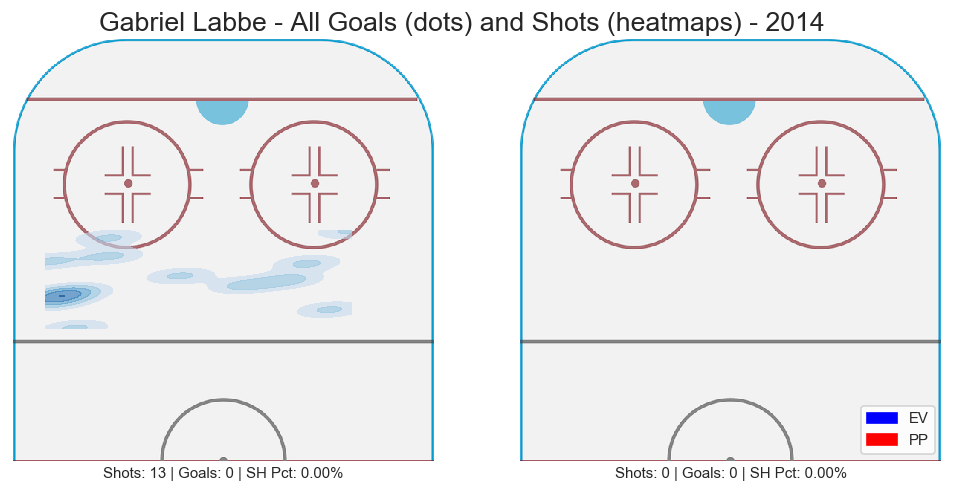 Gabriel Labbe - All Goals (dots) and Shots (heatmaps) - 2014
EV
PP
Shots: 13 | Goals: 0 | SH Pct: 0.00%
Shots: 0 | Goals: 0 | SH Pct: 0.00%